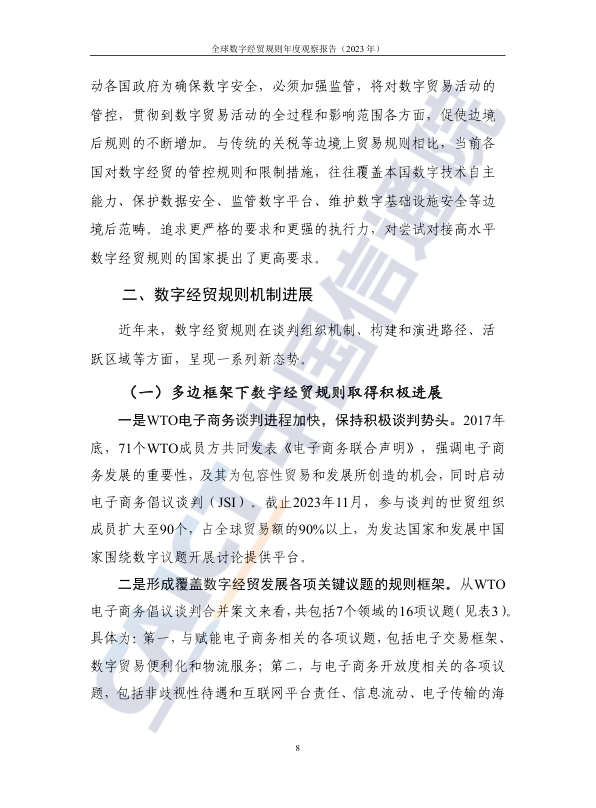 全球数字经贸规则年度观察报告（2023 年）
动各国政府为确保数字安全，必须加强监管，将对数字贸易活动的
管控，贯彻到数字贸易活动的全过程和影响范围各方面，促使边境
后规则的不断增加。与传统的关税等边境上贸易规则相比，当前各
国对数字经贸的管控规则和限制措施，往往覆盖本国数字技术自主
能力、保护数据安全、监管数字平台、维护数字基础设施安全等边
境后范畴。追求更严格的要求和更强的执行力，对尝试对接高水平
数字经贸规则的国家提出了更高要求。
二、数字经贸规则机制进展
近年来，数字经贸规则在谈判组织机制、构建和演进路径、活
跃区域等方面，呈现一系列新态势。
（一）多边框架下数字经贸规则取得积极进展
一是WTO电子商务谈判进程加快，保持积极谈判势头。2017年
底，71个WTO成员方共同发表《电子商务联合声明》，强调电子商
务发展的重要性，及其为包容性贸易和发展所创造的机会，同时启动
电子商务倡议谈判（JSI）。截止2023年11月，参与谈判的世贸组织
成员扩大至90个，占全球贸易额的90%以上，为发达国家和发展中国
家围绕数字议题开展讨论提供平台。
二是形成覆盖数字经贸发展各项关键议题的规则框架。从WTO
电子商务倡议谈判合并案文来看，共包括7个领域的16项议题（见表3）。
具体为：第一，与赋能电子商务相关的各项议题，包括电子交易框架、
数字贸易便利化和物流服务；第二，与电子商务开放度相关的各项议
题，包括非歧视性待遇和互联网平台责任、信息流动、电子传输的海
8
CAICT 中国信通院